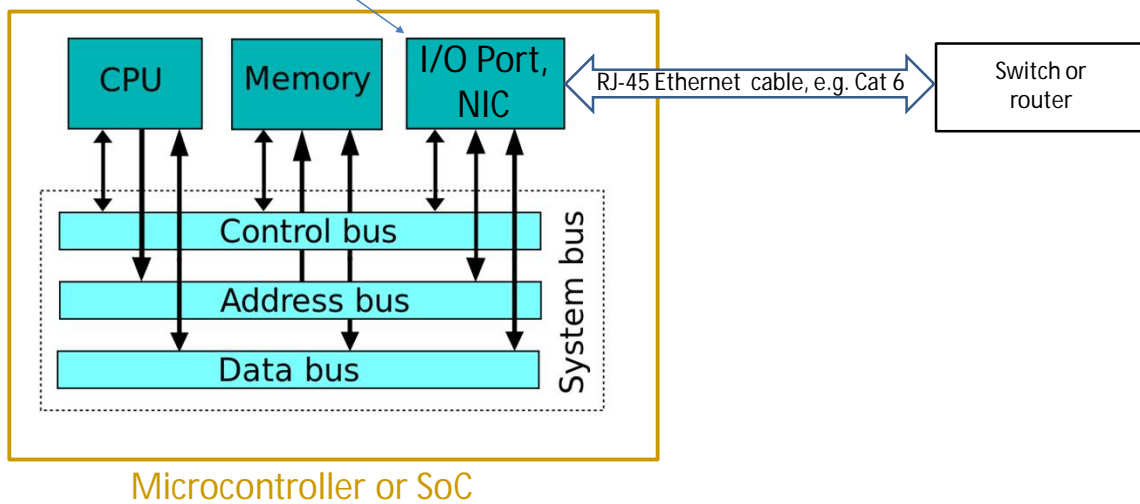 CPU
Memory
I/O Port,
NIC
RJ-45 Ethernet cable, e.g. Cat 6
Switch or
router
Control bus
Address bus
Data bus
System bus
Microcontroller or SoC